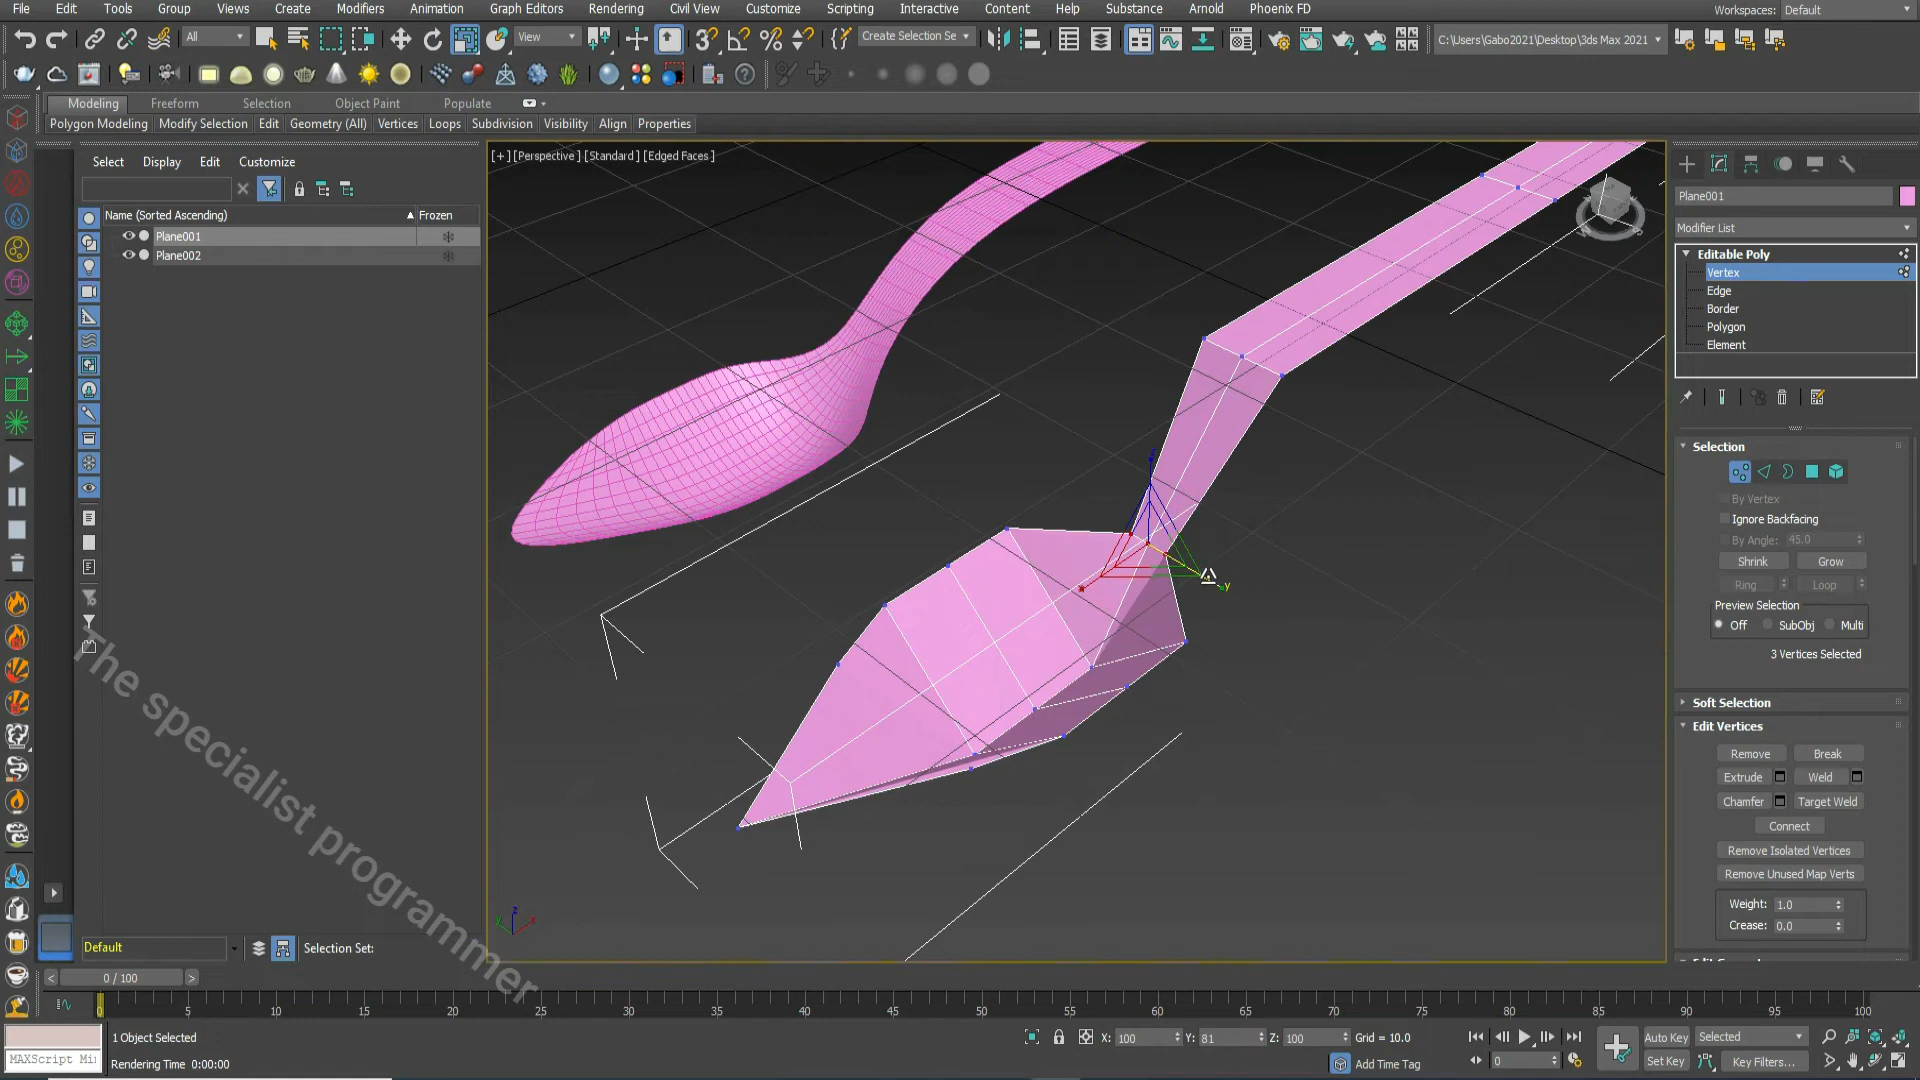 File Edit Tools Group Views Create Modifiers Animation Graph Editors Rendering Civil View Customize Scripting Interactive Content Help Substance Arnold Phoenix FD Workspaces: Default
All View Create Selection Se C:\Users\Gabo2021\Desktop\3ds Max 2021
Modeling Freeform Selection Object Paint Populate
Polygon Modeling Modify Selection Edit Geometry (All) Vertices Loops Subdivision Visibility Align Properties
Select Display Edit Customize
[+] [Perspective] [Standard] [Edged Faces]
Name (Sorted Ascending) Frozen
Plane001
Plane002
Plane001
Modifier List
Editable Poly
Vertex
Edge
Border
Polygon
Element
Selection
By Vertex
Ignore Backfacing
By Angle: 45.0
Shrink Grow
Ring Loop
Preview Selection
Off SubObj Multi
3 Vertices Selected
Soft Selection
Edit Vertices
Remove Break
Extrude Weld
Chamfer Target Weld
Connect
Remove Isolated Vertices
Remove Unused Map Verts
Weight: 1.0
Crease: 0.0
z
y
z
y x
The specialist programmer
Default Selection Set:
< 0 / 100 >
0 5 10 15 20 25 30 35 40 45 50 55 60 65 70 75 80 85 90 95 100
1 Object Selected X: 100 Y: 81 Z: 100 Grid = 10.0 Auto Key Selected
MAXScript Mi Rendering Time 0:00:00 Add Time Tag 0 Set Key Key Filters...